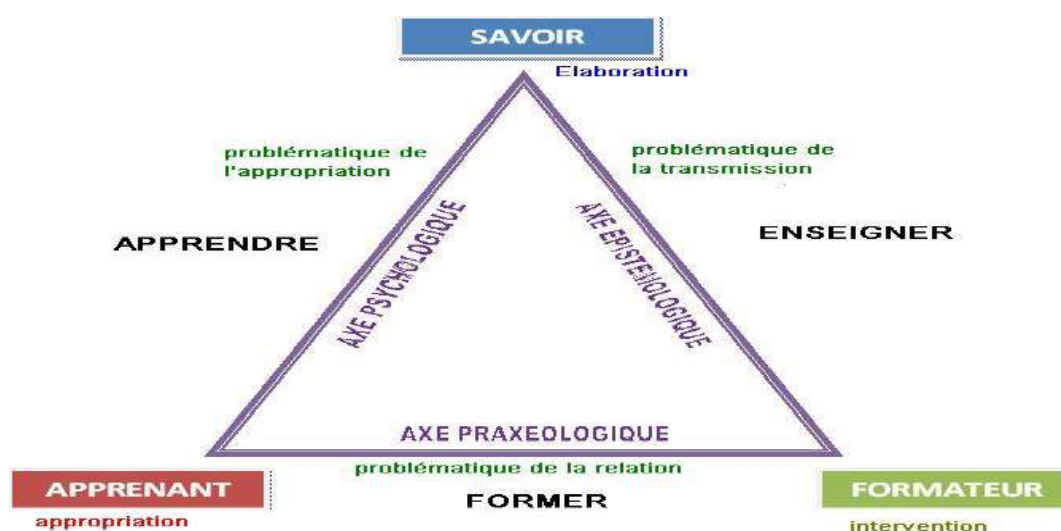 SAVOIR
Elaboration
problématique de
l'appropriation
problématique de
la transmission
APPRENDRE
ENSEIGNER
AXE PSYCHOLOGIQUE
AXE EPISTENOLOGIQUE
AXE PRAXEOLOGIQUE
problématique de la relation
APPRENANT
FORMER
FORMATEUR
appropriation
intervention